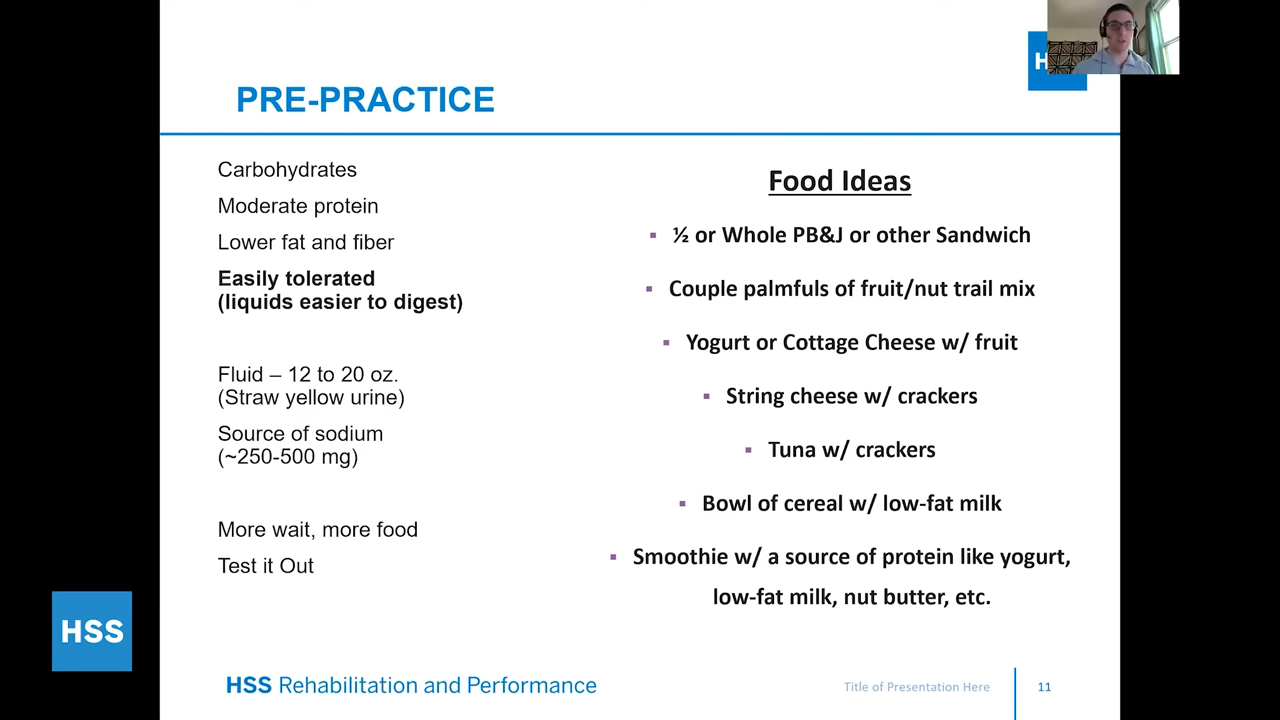 PRE-PRACTICE
Carbohydrates
Moderate protein
Lower fat and fiber
Easily tolerated
(liquids easier to digest)
Fluid – 12 to 20 oz.
(Straw yellow urine)
Source of sodium
(~250-500 mg)
More wait, more food
Test it Out
Food Ideas
▪ ½ or Whole PB&J or other Sandwich
▪ Couple palmfuls of fruit/nut trail mix
▪ Yogurt or Cottage Cheese w/ fruit
▪ String cheese w/ crackers
▪ Tuna w/ crackers
▪ Bowl of cereal w/ low-fat milk
▪ Smoothie w/ a source of protein like yogurt,
low-fat milk, nut butter, etc.
HSS
HSS Rehabilitation and Performance
Title of Presentation Here
11